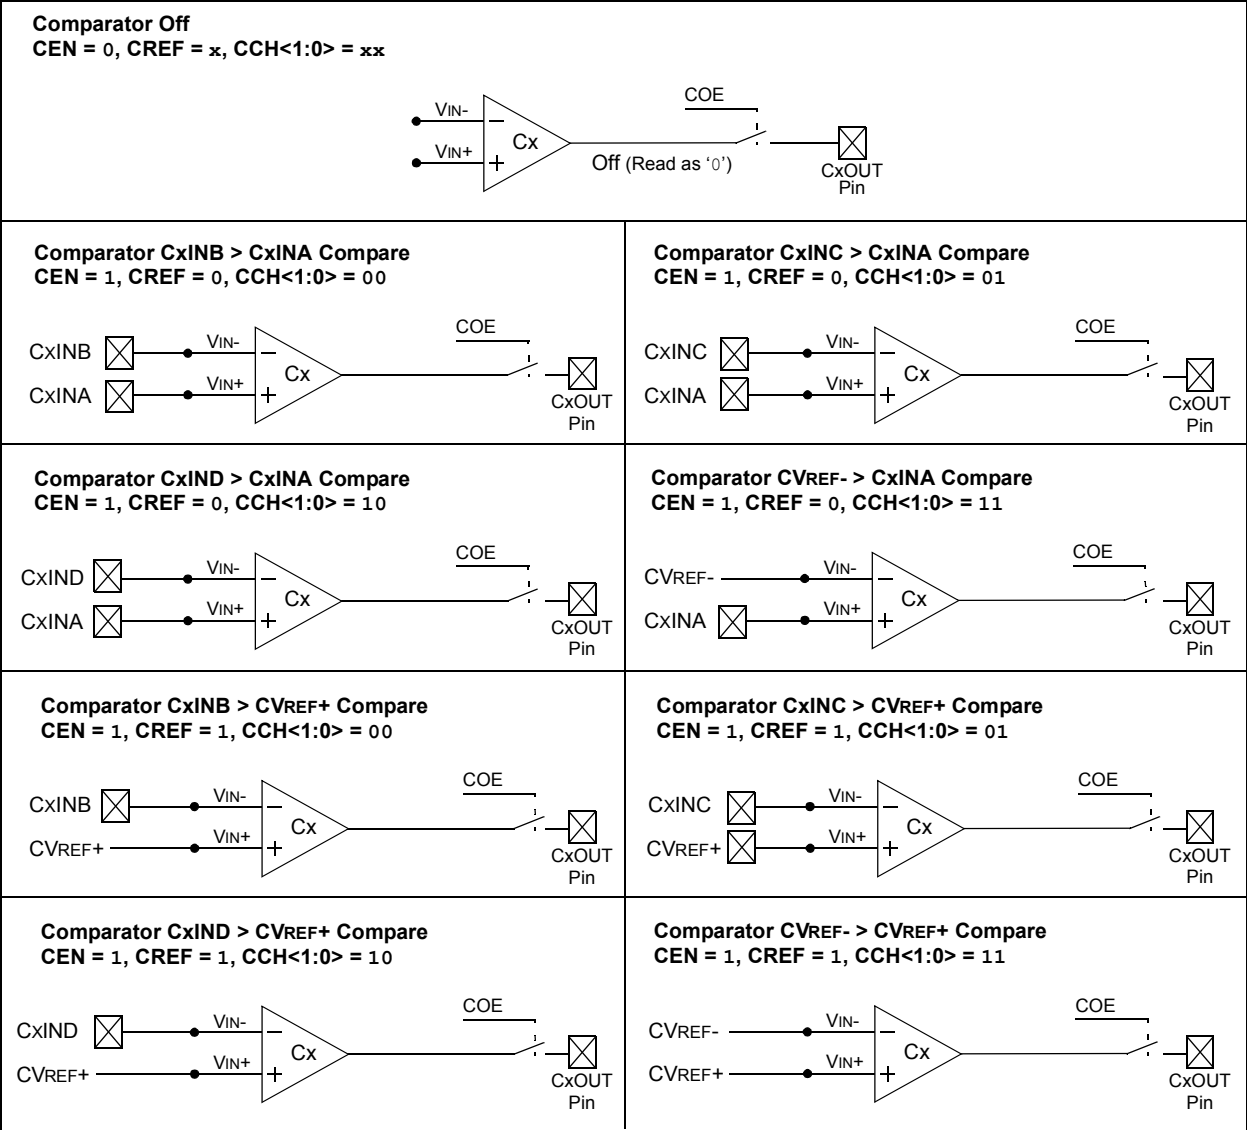 Comparator Off
CEN = 0, CREF = x, CCH<1:0> = xx
COE
VIN-
VIN+
Cx
Off (Read as ‘0’)
CxOUT
Pin
Comparator CxINB > CxINA Compare
CEN = 1, CREF = 0, CCH<1:0> = 00
COE
CxINB
VIN-
CxINA
VIN+
Cx
CxOUT
Pin
Comparator CxINC > CxINA Compare
CEN = 1, CREF = 0, CCH<1:0> = 01
COE
CxINC
VIN-
CxINA
VIN+
Cx
CxOUT
Pin
Comparator CxIND > CxINA Compare
CEN = 1, CREF = 0, CCH<1:0> = 10
COE
CxIND
VIN-
CxINA
VIN+
Cx
CxOUT
Pin
Comparator CVREF- > CxINA Compare
CEN = 1, CREF = 0, CCH<1:0> = 11
COE
CVREF-
VIN-
CxINA
VIN+
Cx
CxOUT
Pin
Comparator CxINB > CVREF+ Compare
CEN = 1, CREF = 1, CCH<1:0> = 00
COE
CxINB
VIN-
CVREF+
VIN+
Cx
CxOUT
Pin
Comparator CxINC > CVREF+ Compare
CEN = 1, CREF = 1, CCH<1:0> = 01
COE
CxINC
VIN-
CVREF+
VIN+
Cx
CxOUT
Pin
Comparator CxIND > CVREF+ Compare
CEN = 1, CREF = 1, CCH<1:0> = 10
COE
CxIND
VIN-
CVREF+
VIN+
Cx
CxOUT
Pin
Comparator CVREF- > CVREF+ Compare
CEN = 1, CREF = 1, CCH<1:0> = 11
COE
CVREF-
VIN-
CVREF+
VIN+
Cx
CxOUT
Pin